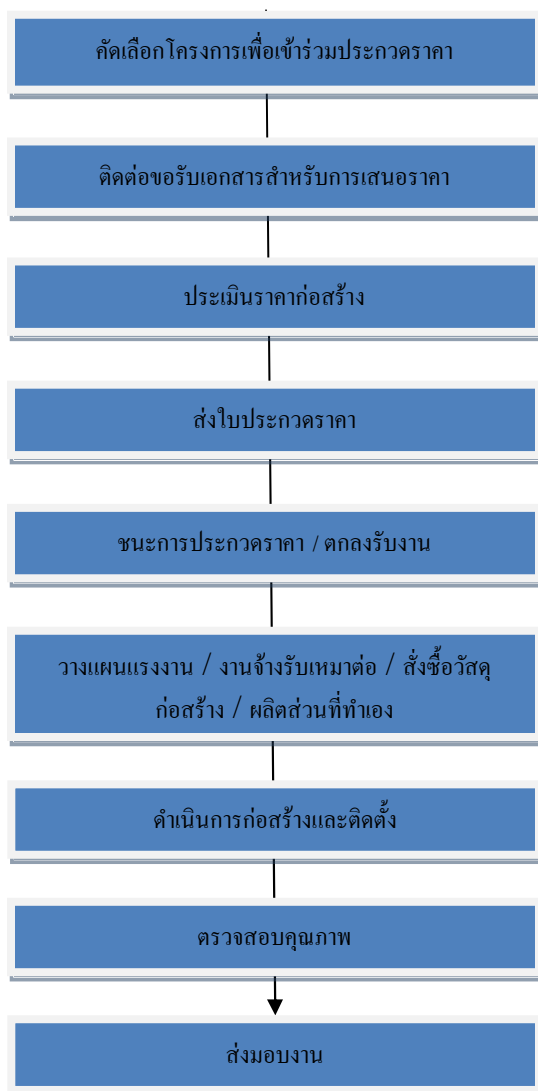 คัดเลือกโครงการเพื่อเข้าร่วมประกวดราคา
ติดต่อขอรับเอกสารสำหรับการเสนอราคา
ประเมินราคาก่อสร้าง
ส่งใบประกวดราคา
ชนะการประกวดราคา / ตกลงรับงาน
วางแผนแรงงาน / งานจ้างรับเหมาต่อ / สั่งซื้อวัสดุ
ก่อสร้าง / ผลิตส่วนที่ทำเอง
ดำเนินการก่อสร้างและติดตั้ง
ตรวจสอบคุณภาพ
ส่งมอบงาน